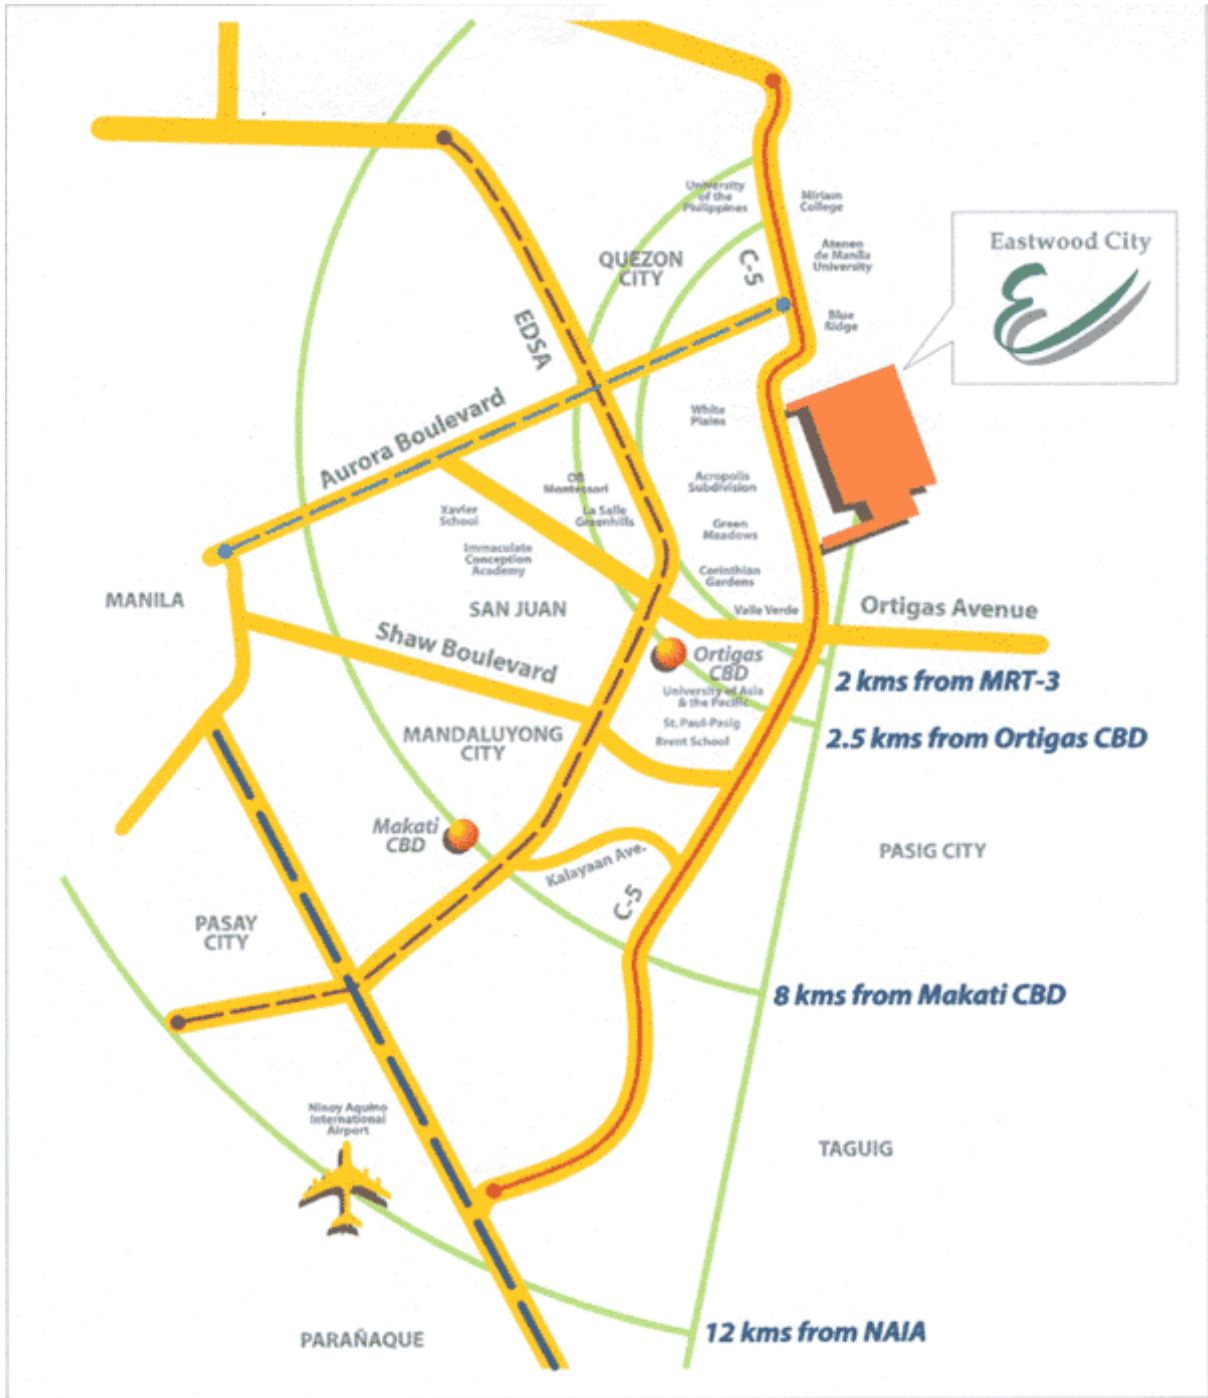 University
of the
Philippines
Miriam
College
Eastwood City
QUEZON
CITY
C-5
Ateneo
de Manila
University
EDSA
Blue
Ridge
Aurora Boulevard
White
Plains
OB
Montessori
Acropolis
Subdivision
Xavier
School
La Salle
Greenhills
Green
Meadows
Immaculate
Conception
Academy
Corinthian
Gardens
MANILA
SAN JUAN
Valle Verde
Ortigas Avenue
Shaw Boulevard
Ortigas
CBD
2 kms from MRT-3
University of Asia
& the Pacific
St. Paul-Pasig
Brent School
2.5 kms from Ortigas CBD
MANDALUYONG
CITY
Makati
CBD
Kalayaan Ave.
PASIG CITY
C-5
PASAY
CITY
8 kms from Makati CBD
Ninoy Aquino
International
Airport
TAGUIG
12 kms from NAIA
PARAÑAQUE